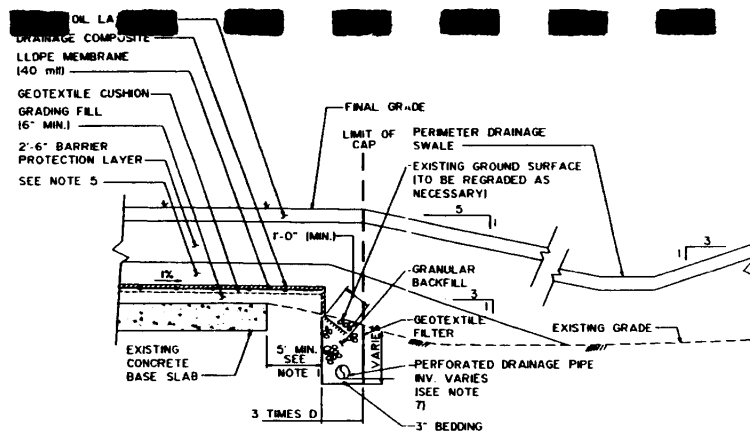 OIL
DRAINAGE COMPOSITE
LLDPE MEMBRANE
(40 mil)
GEOTEXTILE CUSHION
GRADING FILL
(6" MIN.)
2'-6" BARRIER
PROTECTION LAYER
SEE NOTE 5
FINAL GRADE
LIMIT OF
CAP
PERIMETER DRAINAGE
SWALE
EXISTING GROUND SURFACE
(TO BE REGRADED AS
NECESSARY)
5
1
3
1
1'-0" (MIN.)
1%
GRANULAR
BACKFILL
3
1
GEOTEXTILE
FILTER
EXISTING GRADE
VARIES
EXISTING
CONCRETE
BASE SLAB
5' MIN.
SEE
NOTE 1
PERFORATED DRAINAGE PIPE
INV. VARIES
(SEE NOTE
7)
3 TIMES D
3" BEDDING